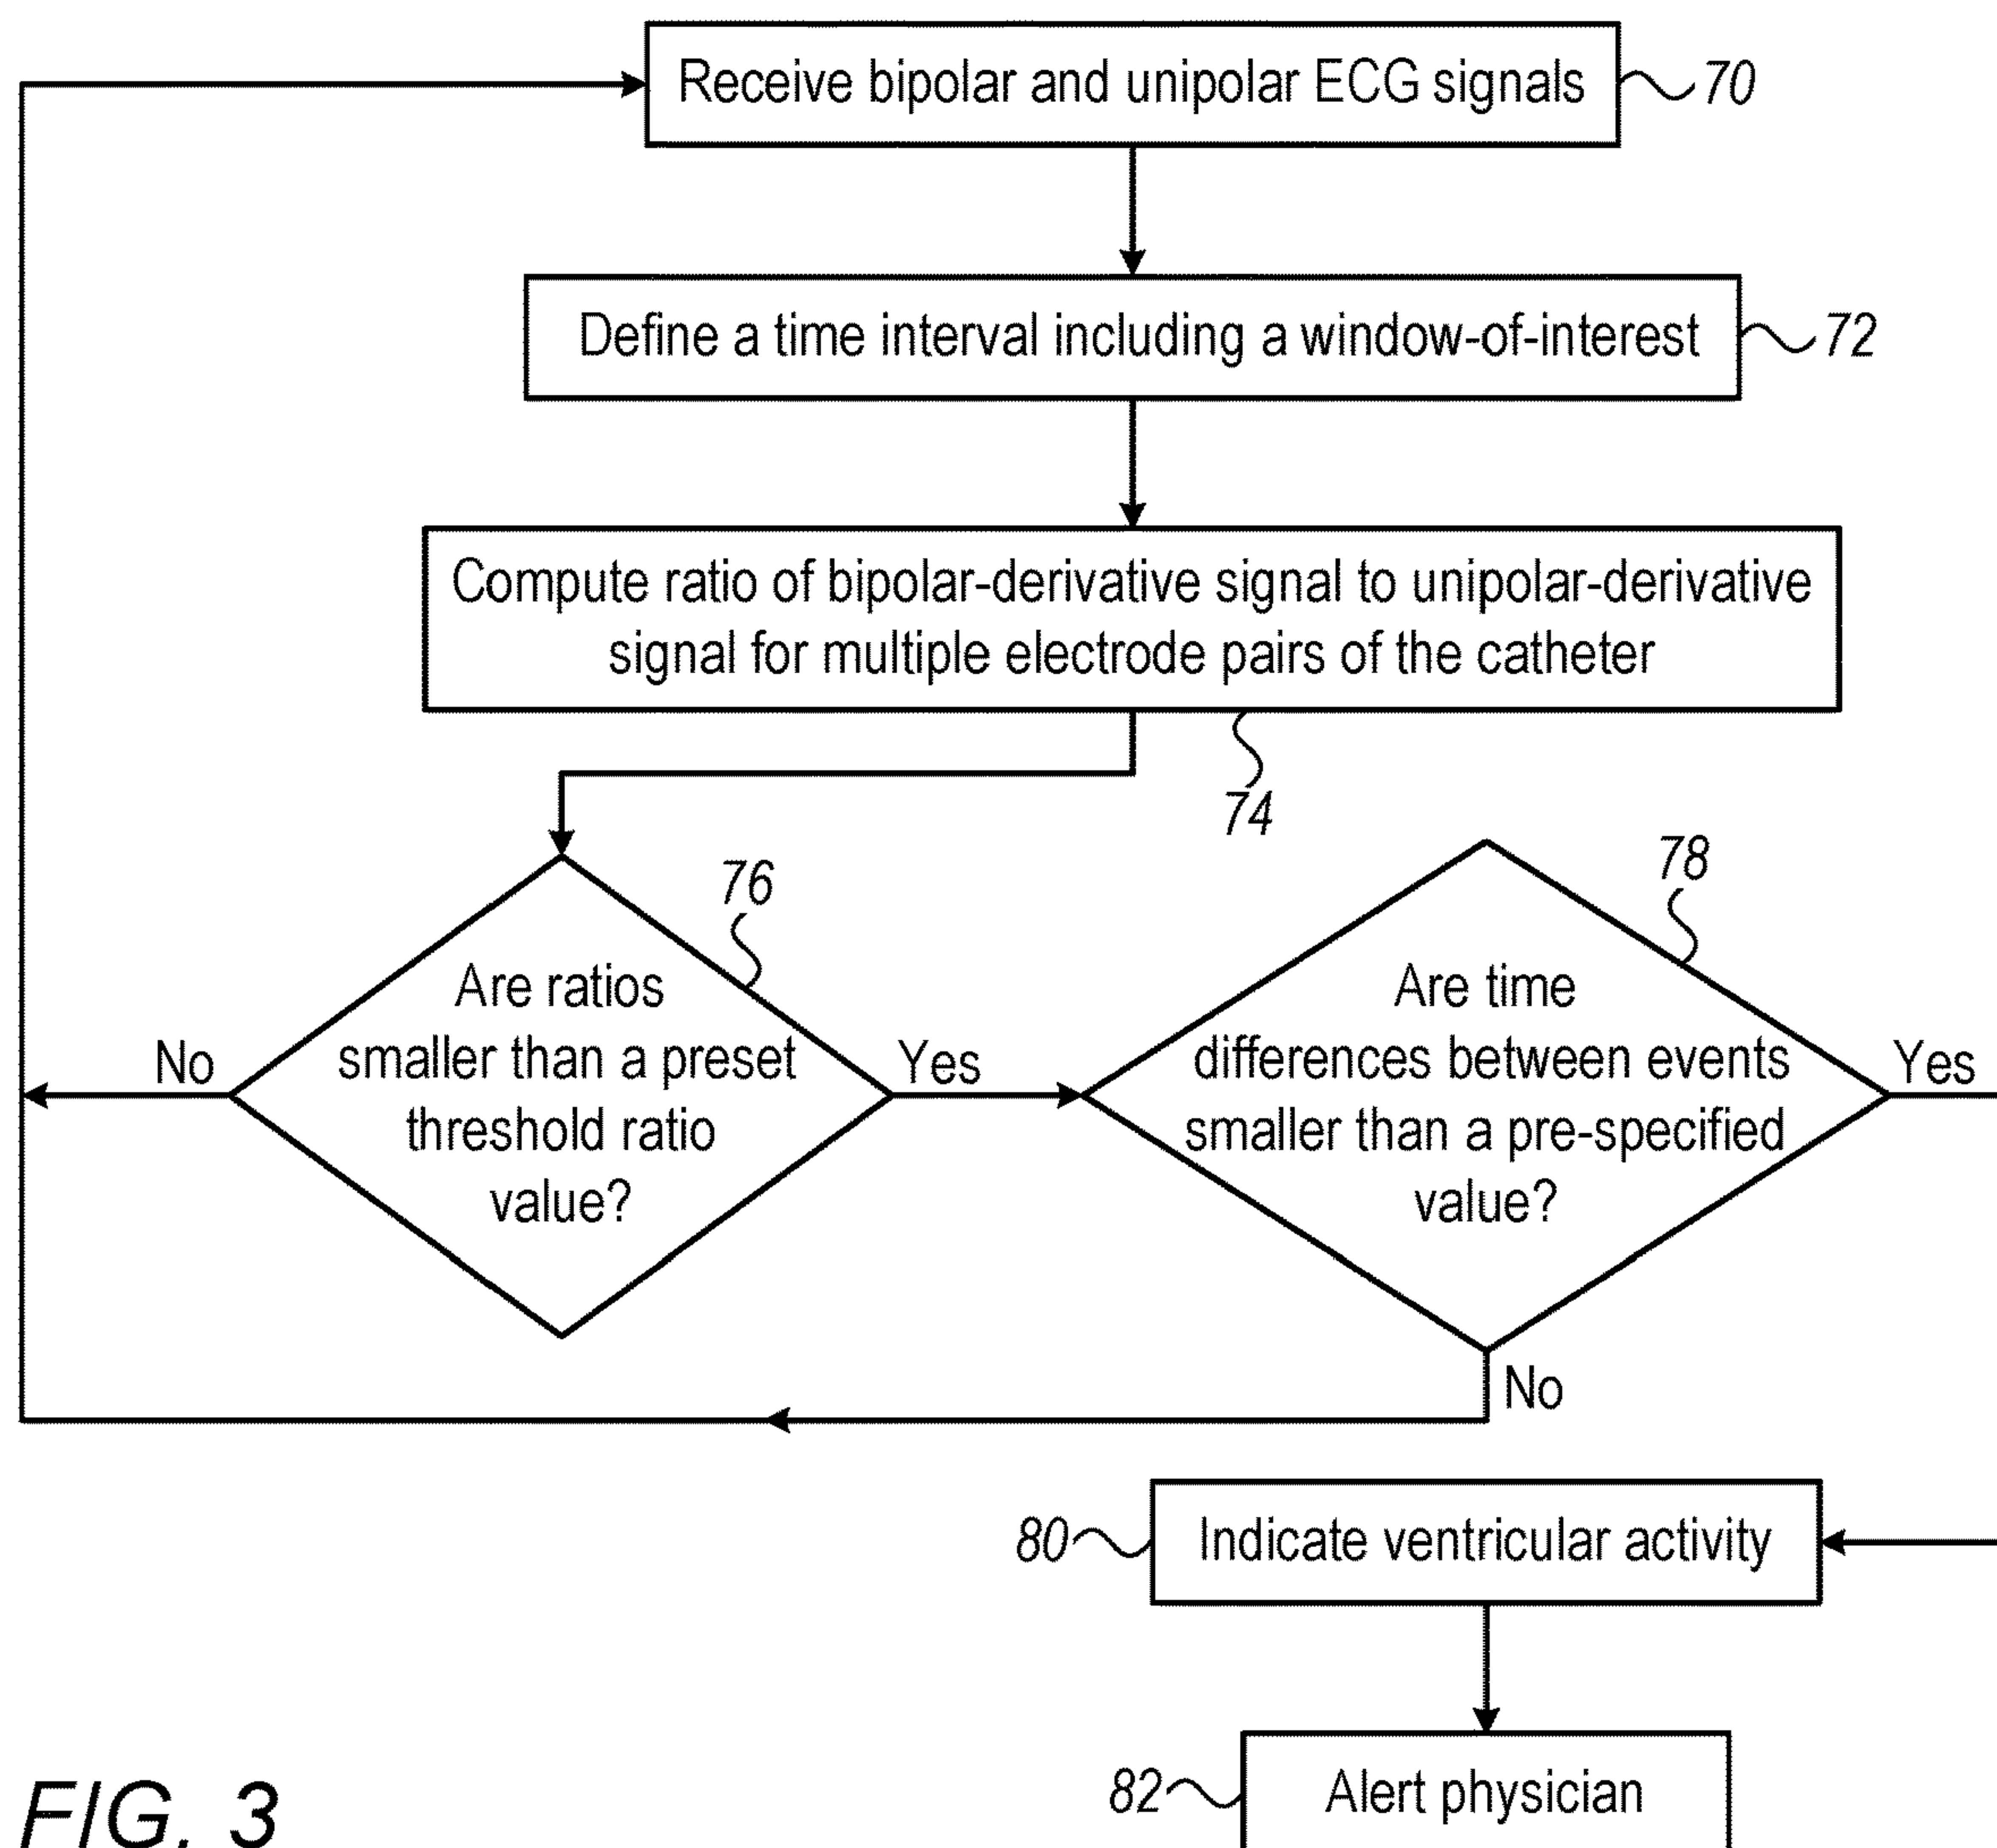 Receive bipolar and unipolar ECG signals
70
Define a time interval including a window-of-interest
72
Compute ratio of bipolar-derivative signal to unipolar-derivative
signal for multiple electrode pairs of the catheter
74
76
78
Are ratios
smaller than a preset
threshold ratio
value?
No
Yes
Are time
differences between events
smaller than a pre-specified
value?
Yes
No
80
Indicate ventricular activity
82
Alert physician
FIG. 3